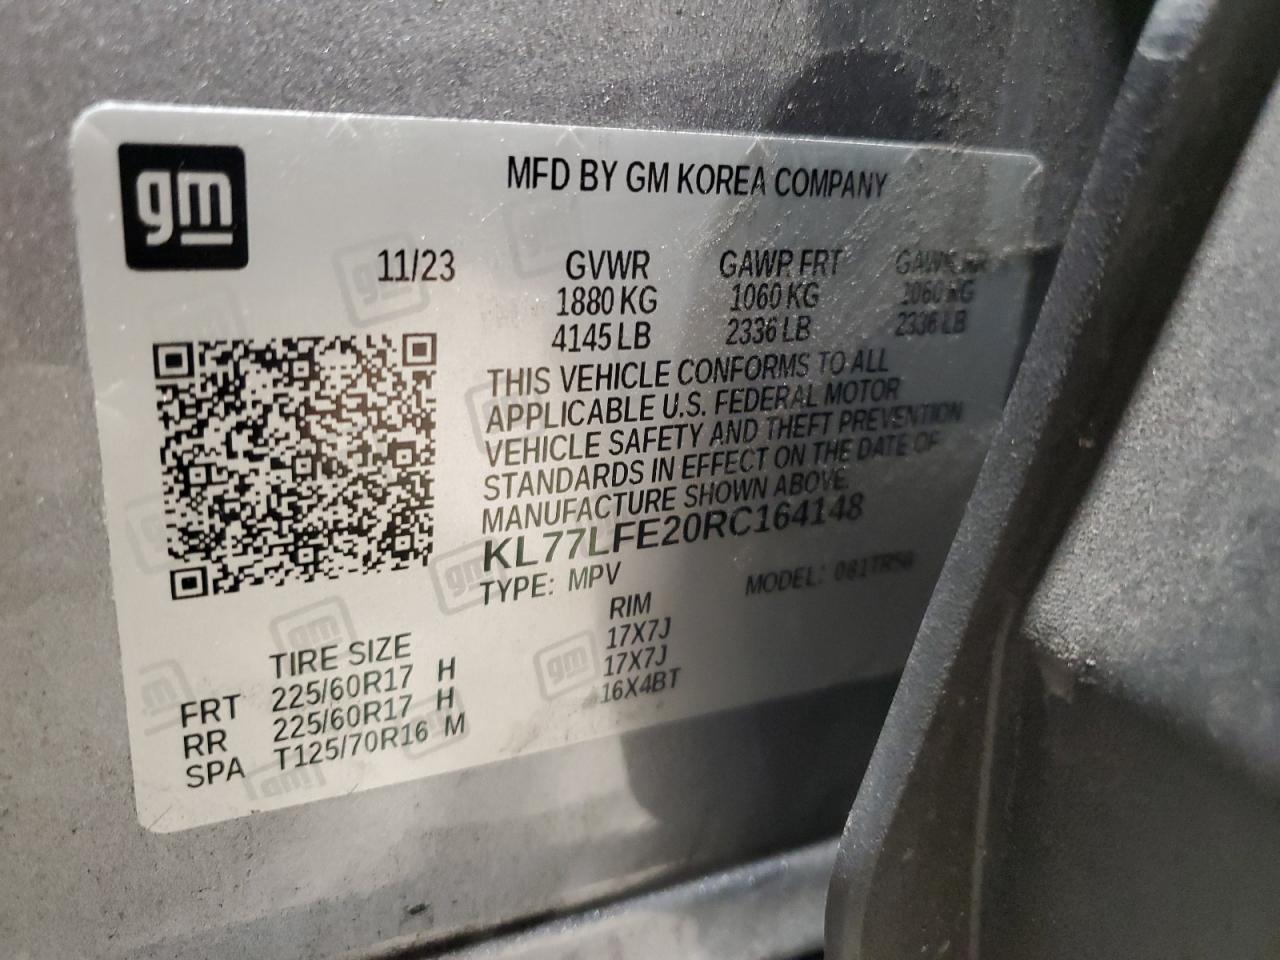 gm
MFD BY GM KOREA COMPANY
11/23 GVWR GAWR FRT GAWR RR
1880 KG 1060 KG 1060 KG
4145 LB 2336 LB 2336 LB
THIS VEHICLE CONFORMS TO ALL
APPLICABLE U.S. FEDERAL MOTOR
VEHICLE SAFETY AND THEFT PREVENTION
STANDARDS IN EFFECT ON THE DATE OF
MANUFACTURE SHOWN ABOVE.
KL77LFE20RC164148
TYPE: MPV MODEL:
TIRE SIZE RIM
FRT 225/60R17 H 17X7J
RR 225/60R17 H 17X7J
SPA T125/70R16 M 16X4BT